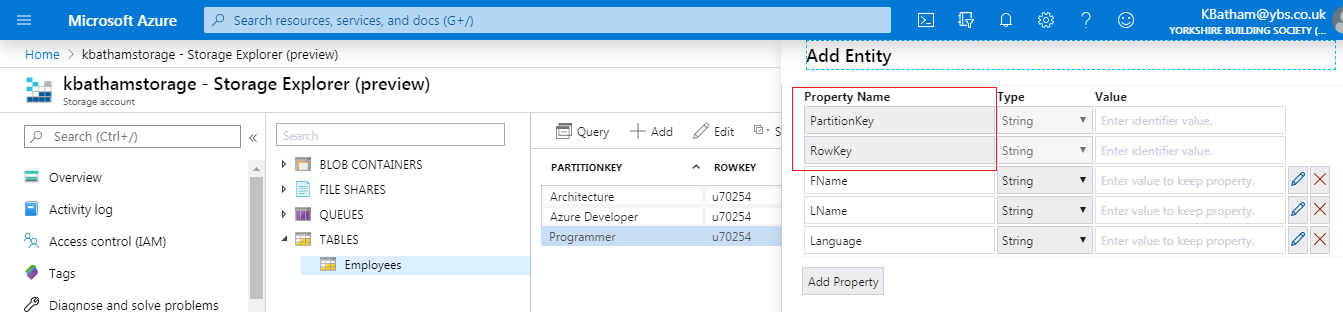 Microsoft Azure
Search resources, services, and docs (G+/)
KBatham@ybs.co.uk
YORKSHIRE BUILDING SOCIETY (...
Home > kbathamstorage - Storage Explorer (preview)
kbathamstorage - Storage Explorer (preview)
Storage account
Search (Ctrl+/)
«
Overview
Activity log
Access control (IAM)
Tags
Diagnose and solve problems
Search
BLOB CONTAINERS
FILE SHARES
QUEUES
TABLES
Employees
Query Add Edit S
PARTITIONKEY ROWKEY
Architecture u70254
Azure Developer u70254
Programmer u70254
Add Entity
Property Name Type Value
PartitionKey String Enter identifier value.
RowKey String Enter identifier value.
FName String Enter value to keep property.
LName String Enter value to keep property.
Language String Enter value to keep property.
Add Property